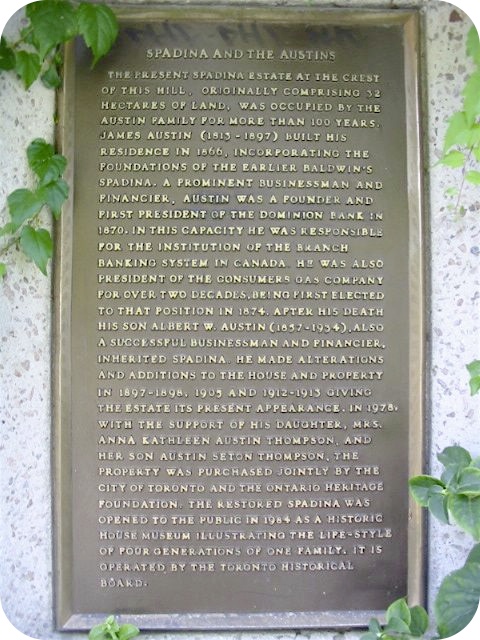 SPADINA AND THE AUSTINS
THE PRESENT SPADINA ESTATE AT THE CREST
OF THIS HILL, ORIGINALLY COMPRISING 32
HECTARES OF LAND, WAS OCCUPIED BY THE
AUSTIN FAMILY FOR MORE THAN 100 YEARS.
JAMES AUSTIN (1813-1897) BUILT HIS
RESIDENCE IN 1866, INCORPORATING THE
FOUNDATIONS OF THE EARLIER BALDWIN'S
SPADINA. A PROMINENT BUSINESSMAN AND
FINANCIER, AUSTIN WAS A FOUNDER AND
FIRST PRESIDENT OF THE DOMINION BANK IN
1870. IN THIS CAPACITY HE WAS RESPONSIBLE
FOR THE INSTITUTION OF THE BRANCH
BANKING SYSTEM IN CANADA. HE WAS ALSO
PRESIDENT OF THE CONSUMERS GAS COMPANY
FOR OVER TWO DECADES, BEING FIRST ELECTED
TO THAT POSITION IN 1874. AFTER HIS DEATH
HIS SON ALBERT W. AUSTIN (1857-1934), ALSO
A SUCCESSFUL BUSINESSMAN AND FINANCIER,
INHERITED SPADINA. HE MADE ALTERATIONS
AND ADDITIONS TO THE HOUSE AND PROPERTY
IN 1897-1898, 1905 AND 1912-1913 GIVING
THE ESTATE ITS PRESENT APPEARANCE. IN 1978,
WITH THE SUPPORT OF HIS DAUGHTER, MRS.
ANNA KATHLEEN AUSTIN THOMPSON, AND
HER SON AUSTIN SETON THOMPSON, THE
PROPERTY WAS PURCHASED JOINTLY BY THE
CITY OF TORONTO AND THE ONTARIO HERITAGE
FOUNDATION. THE RESTORED SPADINA WAS
OPENED TO THE PUBLIC IN 1984 AS A HISTORIC
HOUSE MUSEUM ILLUSTRATING THE LIFE-STYLE
OF FOUR GENERATIONS OF ONE FAMILY. IT IS
OPERATED BY THE TORONTO HISTORICAL
BOARD.